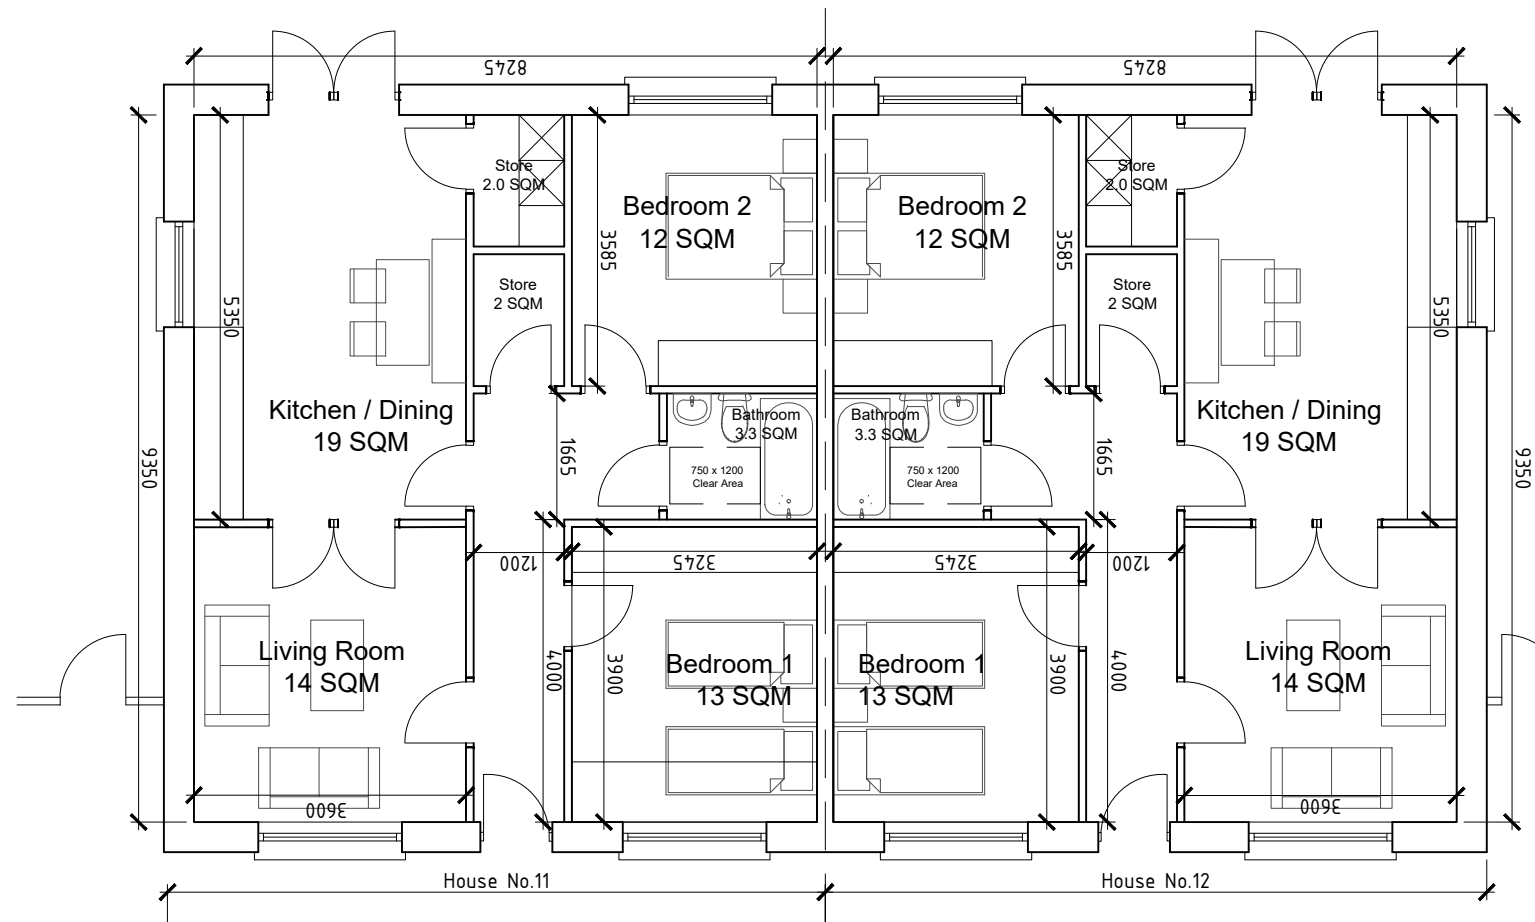 8245
8245
Store
2.0 SQM
Store
2.0 SQM
Bedroom 2
12 SQM
Bedroom 2
12 SQM
3585
3585
Store
2 SQM
Store
2 SQM
5350
5350
Kitchen / Dining
19 SQM
Bathroom
3.3 SQM
Bathroom
3.3 SQM
Kitchen / Dining
19 SQM
9350
1665
1665
9350
750 x 1200
Clear Area
750 x 1200
Clear Area
1200
3245
3245
1200
Living Room
14 SQM
4000
3900
Bedroom 1
13 SQM
Bedroom 1
13 SQM
3900
4000
Living Room
14 SQM
3600
3600
House No.11
House No.12